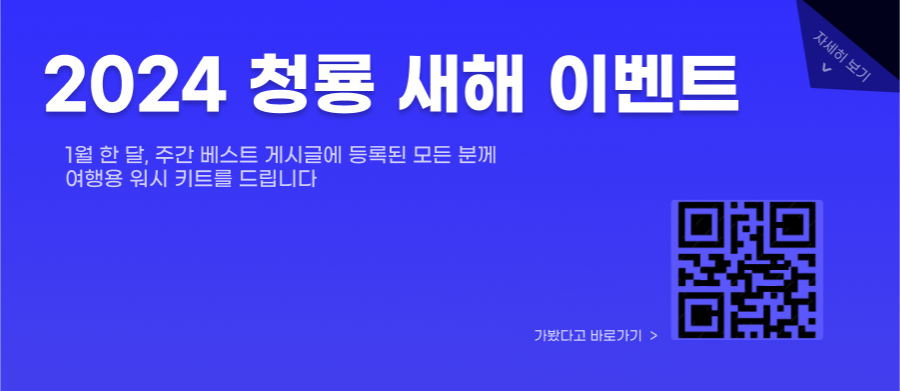 2024 청룡 새해 이벤트
자세히 보기
1월 한 달, 주간 베스트 게시글에 등록된 모든 분께
여행용 워시 키트를 드립니다
가봤다고 바로가기 >